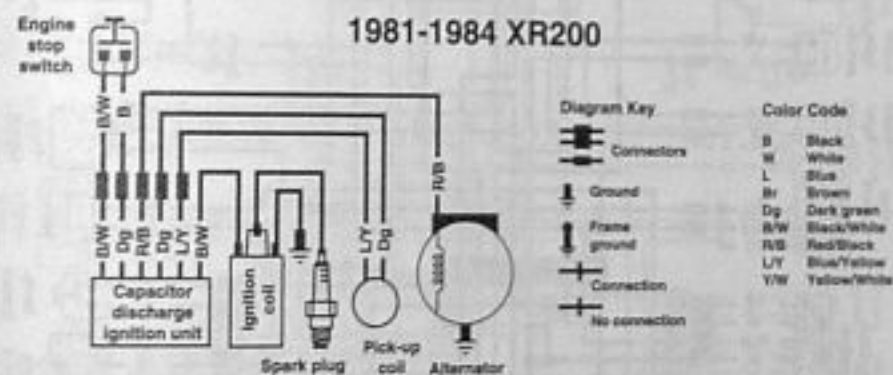 1981-1984 XR200
Engine
stop
switch
B/W
B
R/B
B/W
Dg
R/B
Dg
L/Y
B/W
L/Y
Dg
Capacitor
discharge
ignition unit
Ignition
coil
Spark plug
Pick-up
coil
Alternator
Diagram Key
Connectors
Ground
Frame
ground
Connection
No connection
Color Code
B Black
W White
L Blue
Br Brown
Dg Dark green
B/W Black/White
R/B Red/Black
L/Y Blue/Yellow
Y/W Yellow/White